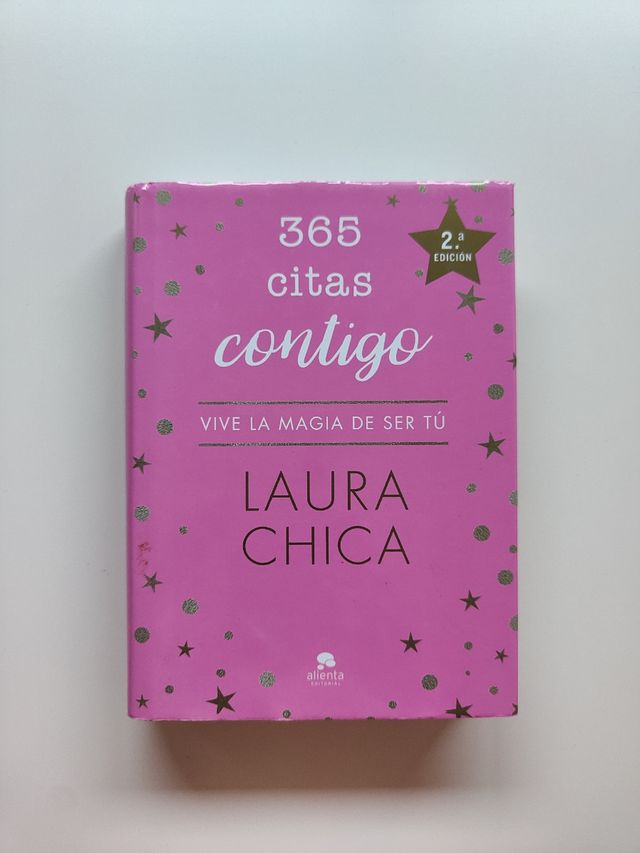 365
citas
contigo
2.ª
EDICIÓN
VIVE LA MAGIA DE SER TÚ
LAURA
CHICA
alienta
EDITORIAL